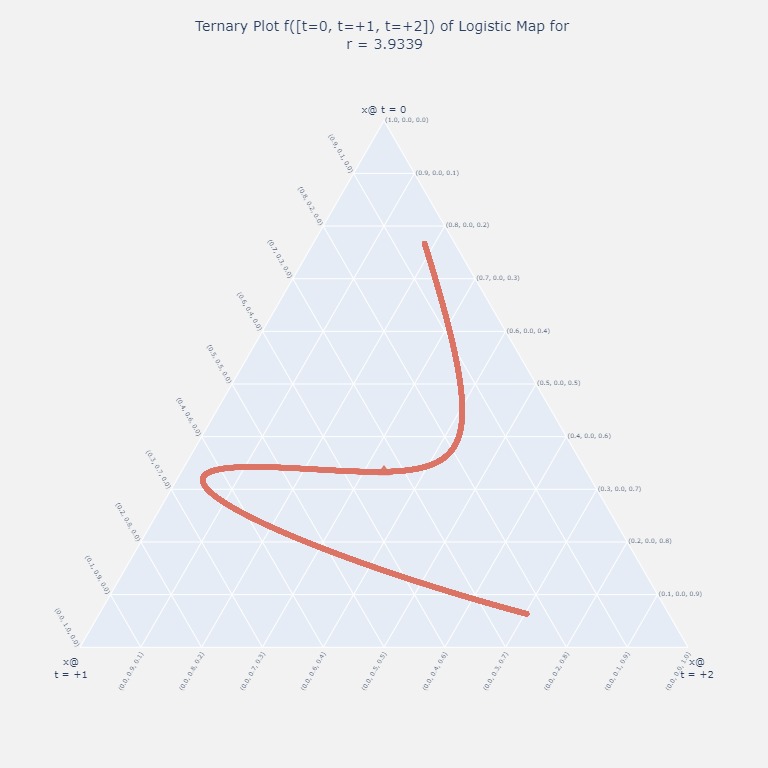 Ternary Plot f([t=0, t=+1, t=+2]) of Logistic Map for
r = 3.9339
x@ t = 0
(1.0, 0.0, 0.0)
(0.9, 0.1, 0.0)
(0.9, 0.0, 0.1)
(0.8, 0.2, 0.0)
(0.8, 0.0, 0.2)
(0.7, 0.3, 0.0)
(0.7, 0.0, 0.3)
(0.6, 0.4, 0.0)
(0.6, 0.0, 0.4)
(0.5, 0.5, 0.0)
(0.5, 0.0, 0.5)
(0.4, 0.6, 0.0)
(0.4, 0.0, 0.6)
(0.3, 0.7, 0.0)
(0.3, 0.0, 0.7)
(0.2, 0.8, 0.0)
(0.2, 0.0, 0.8)
(0.1, 0.9, 0.0)
(0.1, 0.0, 0.9)
(0.0, 1.0, 0.0)
x@
t = +1
(0.0, 0.9, 0.1)
(0.0, 0.8, 0.2)
(0.0, 0.7, 0.3)
(0.0, 0.6, 0.4)
(0.0, 0.5, 0.5)
(0.0, 0.4, 0.6)
(0.0, 0.3, 0.7)
(0.0, 0.2, 0.8)
(0.0, 0.1, 0.9)
(0.0, 0.0, 1.0)
x@
t = +2